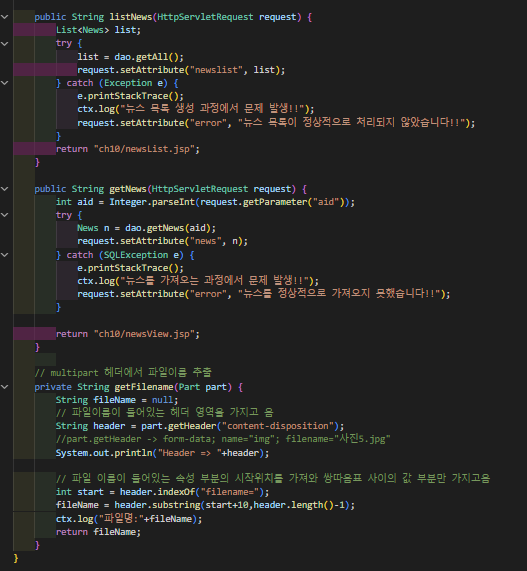 public String listNews(HttpServletRequest request) {
List<News> list;
try {
list = dao.getAll();
request.setAttribute("newslist", list);
} catch (Exception e) {
e.printStackTrace();
ctx.log("뉴스 목록 생성 과정에서 문제 발생!!");
request.setAttribute("error", "뉴스 목록이 정상적으로 처리되지 않았습니다!!");
}
return "ch10/newsList.jsp";
}
public String getNews(HttpServletRequest request) {
int aid = Integer.parseInt(request.getParameter("aid"));
try {
News n = dao.getNews(aid);
request.setAttribute("news", n);
} catch (SQLException e) {
e.printStackTrace();
ctx.log("뉴스를 가져오는 과정에서 문제 발생!!");
request.setAttribute("error", "뉴스를 정상적으로 가져오지 못했습니다!!");
}
return "ch10/newsView.jsp";
}
// multipart 헤더에서 파일이름 추출
private String getFilename(Part part) {
String fileName = null;
// 파일이름이 들어있는 헤더 영역을 가지고 옴
String header = part.getHeader("content-disposition");
//part.getHeader -> form-data; name="img"; filename="사진5.jpg"
System.out.println("Header => "+header);
// 파일 이름이 들어있는 속성 부분의 시작위치를 가져와 쌍따옴표 사이의 값 부분만 가지고옴
int start = header.indexOf("filename=");
fileName = header.substring(start+10,header.length()-1);
ctx.log("파일명:"+fileName);
return fileName;
}
}